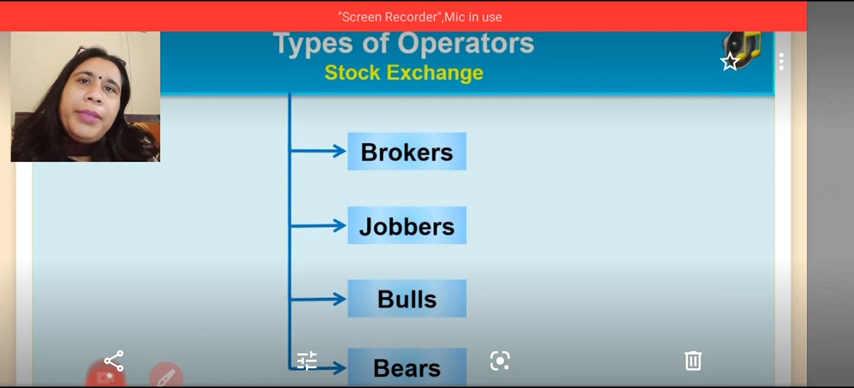 "Screen Recorder",Mic in use
Types of Operators
Stock Exchange
Brokers
Jobbers
Bulls
Bears